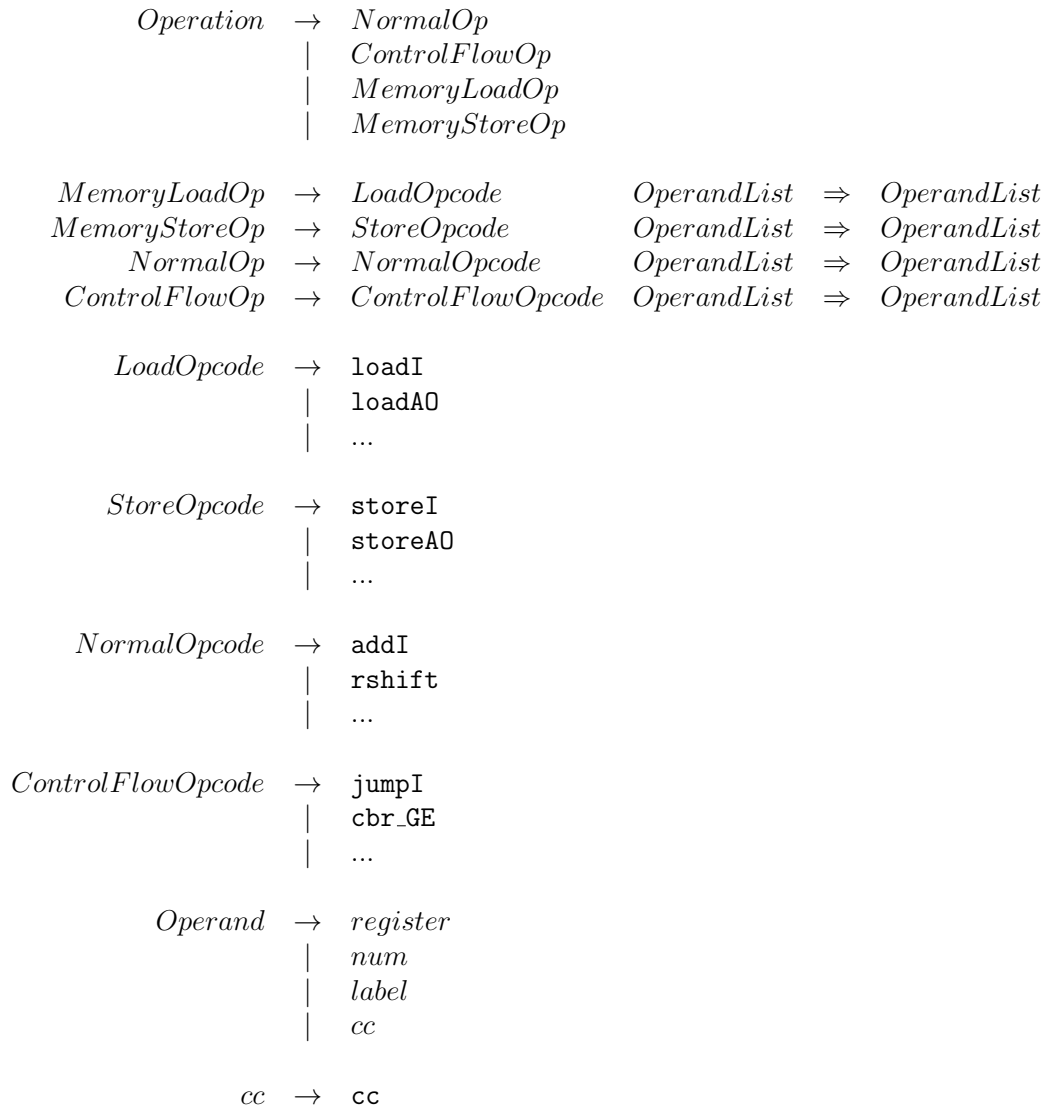 Operation → NormalOp
| ControlFlowOp
| MemoryLoadOp
| MemoryStoreOp
MemoryLoadOp → LoadOpcode OperandList ⇒ OperandList
MemoryStoreOp → StoreOpcode OperandList ⇒ OperandList
NormalOp → NormalOpcode OperandList ⇒ OperandList
ControlFlowOp → ControlFlowOpcode OperandList ⇒ OperandList
LoadOpcode → loadI
| loadAO
| ...
StoreOpcode → storeI
| storeAO
| ...
NormalOpcode → addI
| rshift
| ...
ControlFlowOpcode → jumpI
| cbr_GE
| ...
Operand → register
| num
| label
| cc
cc → cc